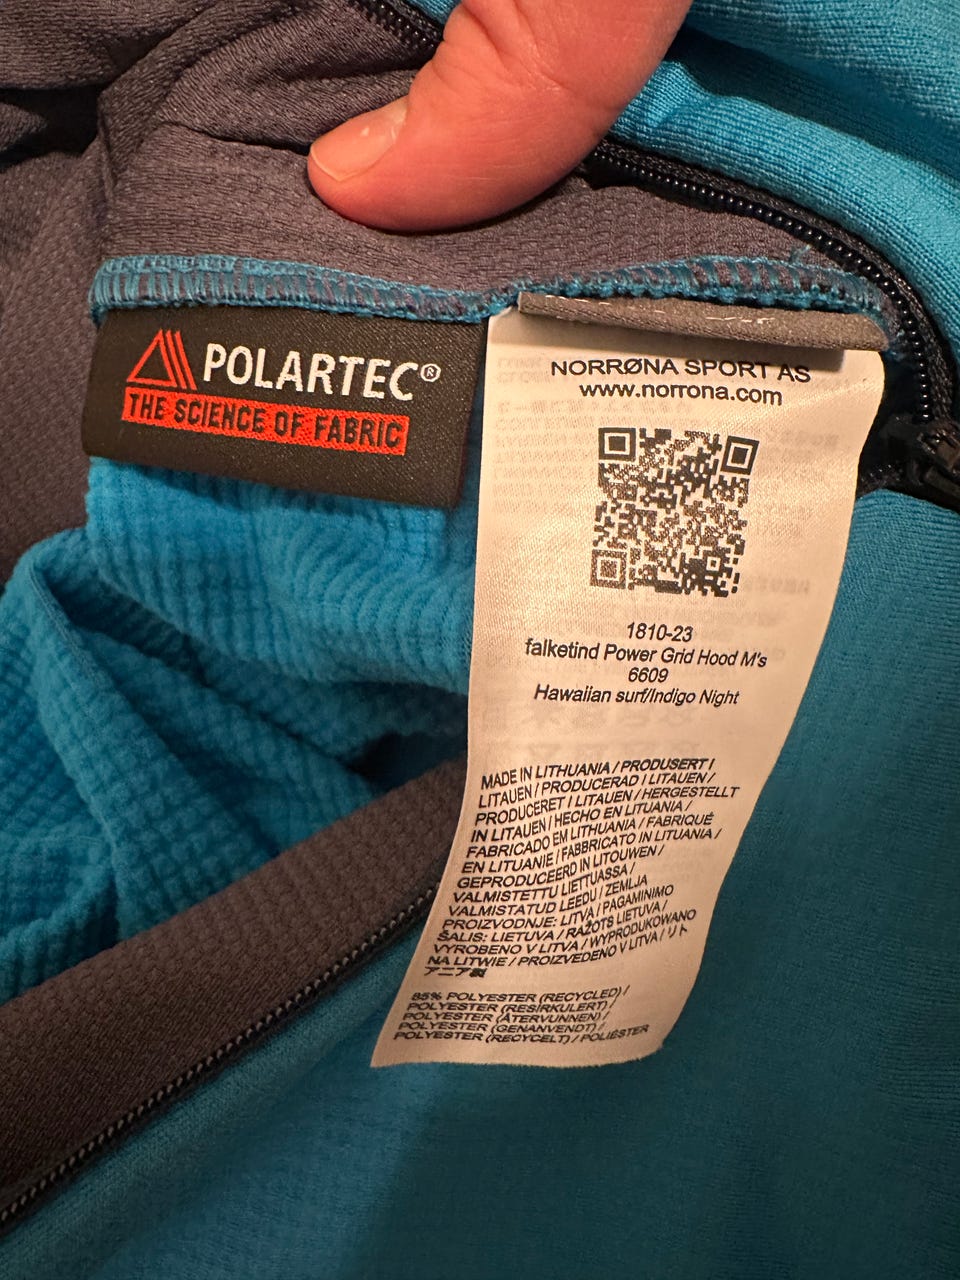 POLARTEC®
THE SCIENCE OF FABRIC
NORRØNA SPORT AS
www.norrona.com
1810-23
falketind Power Grid Hood M's
6609
Hawaiian surf/Indigo Night
MADE IN LITHUANIA / PRODUSERT I
LITAUEN / PRODUCERAD I LITAUEN /
PRODUCERET I LITAUEN / HERGESTELLT
IN LITAUEN / HECHO EN LITUANIA /
FABRICADO EM LITHUANIA / FABRIQUÉ
EN LITUANIE / FABBRICATO IN LITUANIA /
GEPRODUCEERD IN LITOUWEN /
VALMISTETTU LIETTUASSA /
VALMISTATUD LEEDU / ZEMLJA
PROIZVODNJE: LITVA / PAGAMINIMO
ŠALIS: LIETUVA / RAŽOTS LIETUVA /
VYROBENO V LITVA / WYPRODUKOWANO
NA LITWIE / PROIZVEDENO V LITVA / リト
アニア製
85% POLYESTER (RECYCLED) /
POLYESTER (RESIRKULERT) /
POLYESTER (ÅTERVUNNEN) /
POLYESTER (GENANVENDT) /
POLYESTER (RECYCELT) / POLIÉSTER